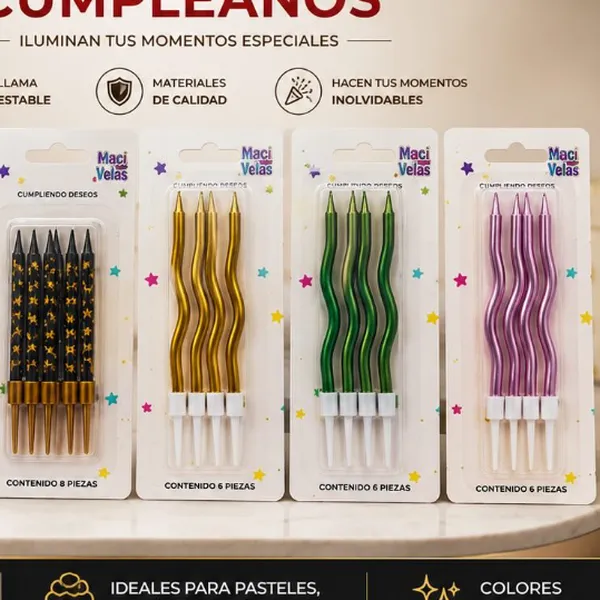 CUMPLEAÑOS
ILUMINAN TUS MOMENTOS ESPECIALES
LLAMA
ESTABLE
MATERIALES
DE CALIDAD
HACEN TUS MOMENTOS
INOLVIDABLES
Maci
Velas
CUMPLIENDO DESEOS
CONTENIDO 8 PIEZAS
Maci
Velas
CUMPLIENDO DESEOS
CONTENIDO 6 PIEZAS
Maci
Velas
CUMPLIENDO DESEOS
CONTENIDO 6 PIEZAS
Maci
Velas
CUMPLIENDO DESEOS
CONTENIDO 6 PIEZAS
IDEALES PARA PASTELES,
COLORES